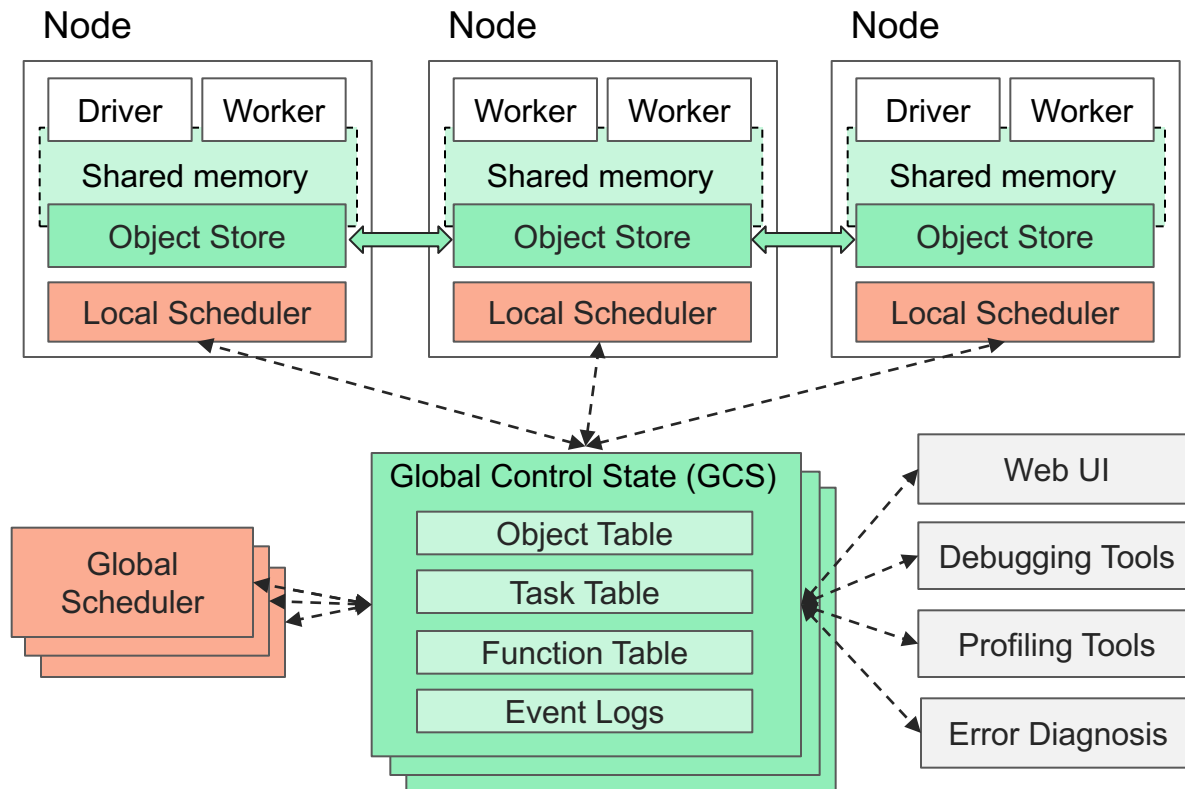 Node
Node
Node
Driver
Worker
Worker
Worker
Driver
Worker
Shared memory
Shared memory
Shared memory
Object Store
Object Store
Object Store
Local Scheduler
Local Scheduler
Local Scheduler
Global Control State (GCS)
Object Table
Task Table
Function Table
Event Logs
Global
Scheduler
Web UI
Debugging Tools
Profiling Tools
Error Diagnosis